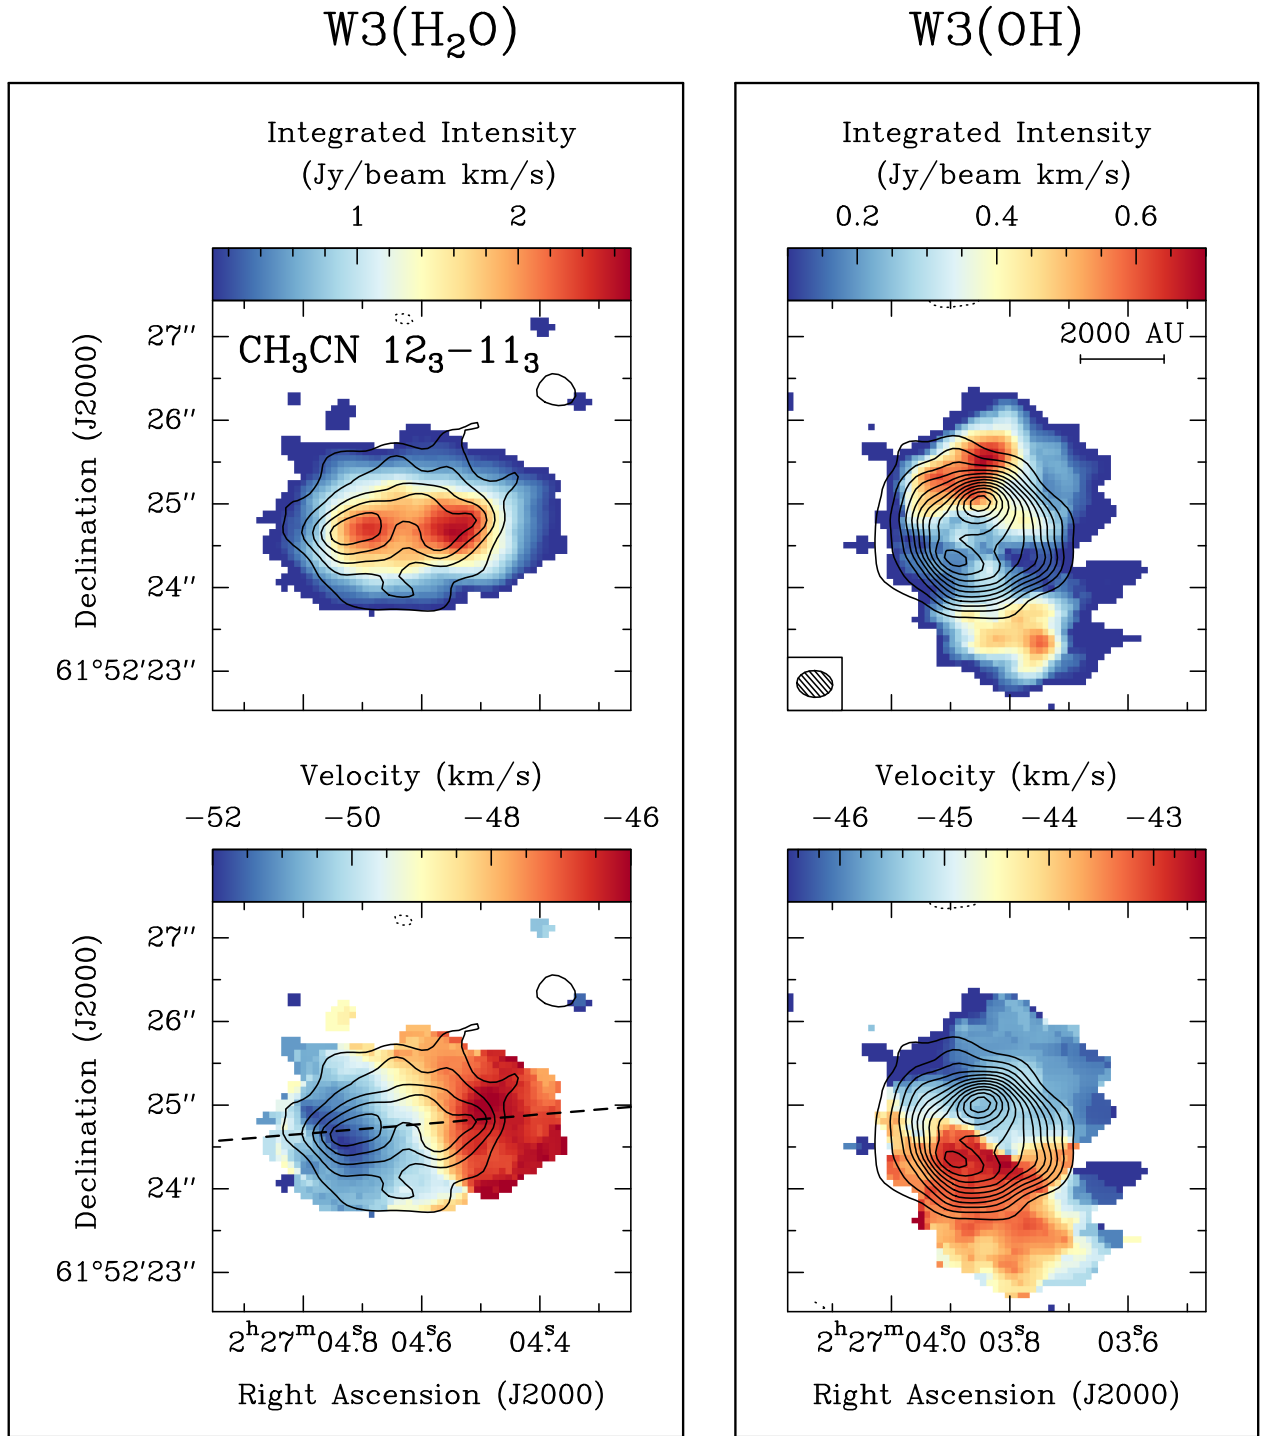 W3(H₂O)
W3(OH)
Integrated Intensity
(Jy/beam km/s)
1 2
Integrated Intensity
(Jy/beam km/s)
0.2 0.4 0.6
CH₃CN 12₃−11₃
2000 AU
27″
26″
25″
24″
61°52′23″
Declination (J2000)
Velocity (km/s)
−52 −50 −48 −46
Velocity (km/s)
−46 −45 −44 −43
27″
26″
25″
24″
61°52′23″
Declination (J2000)
2ʰ27ᵐ04.ˢ8 04.ˢ6 04.ˢ4
Right Ascension (J2000)
2ʰ27ᵐ04.ˢ0 03.ˢ8 03.ˢ6
Right Ascension (J2000)